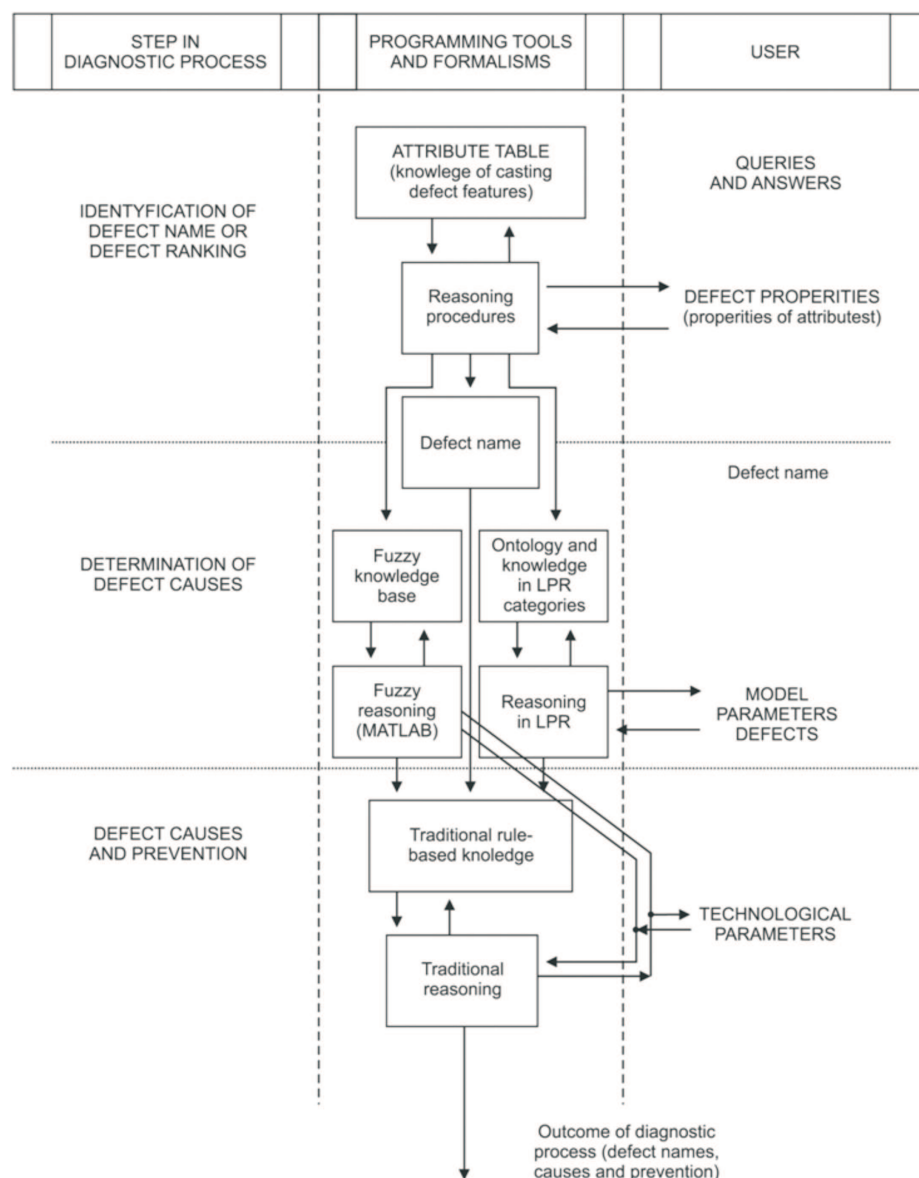 STEP IN
DIAGNOSTIC PROCESS
PROGRAMMING TOOLS
AND FORMALISMS
USER
ATTRIBUTE TABLE
(knowlege of casting
defect features)
QUERIES
AND ANSWERS
IDENTYFICATION OF
DEFECT NAME OR
DEFECT RANKING
Reasoning
procedures
DEFECT PROPERITIES
(properities of attributest)
Defect name
Defect name
DETERMINATION OF
DEFECT CAUSES
Fuzzy
knowledge
base
Ontology and
knowledge
in LPR
categories
Fuzzy
reasoning
(MATLAB)
Reasoning
in LPR
MODEL
PARAMETERS
DEFECTS
DEFECT CAUSES
AND PREVENTION
Traditional rule-
based knoledge
TECHNOLOGICAL
PARAMETERS
Traditional
reasoning
Outcome of diagnostic
process (defect names,
causes and prevention)